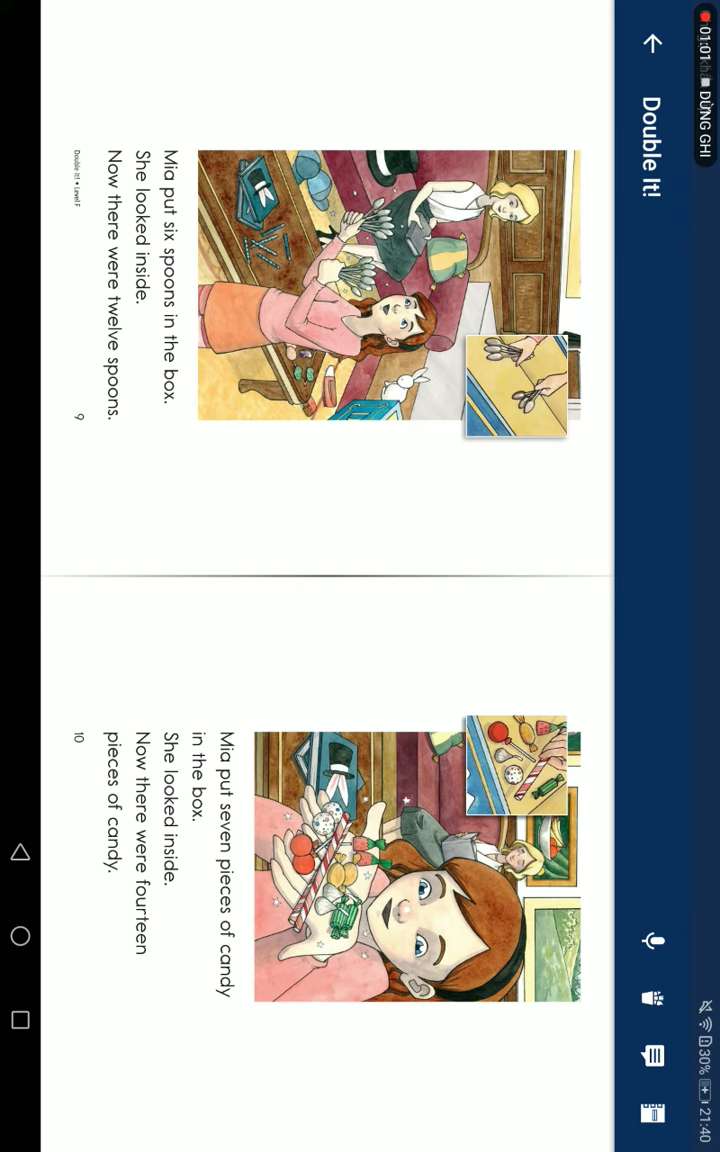 01:01 ■ DỪNG GHI
30% 21:40
Double It!
Mia put six spoons in the box.
She looked inside.
Now there were twelve spoons.
Double It! • Level F
9
Mia put seven pieces of candy
in the box.
She looked inside.
Now there were fourteen
pieces of candy.
10